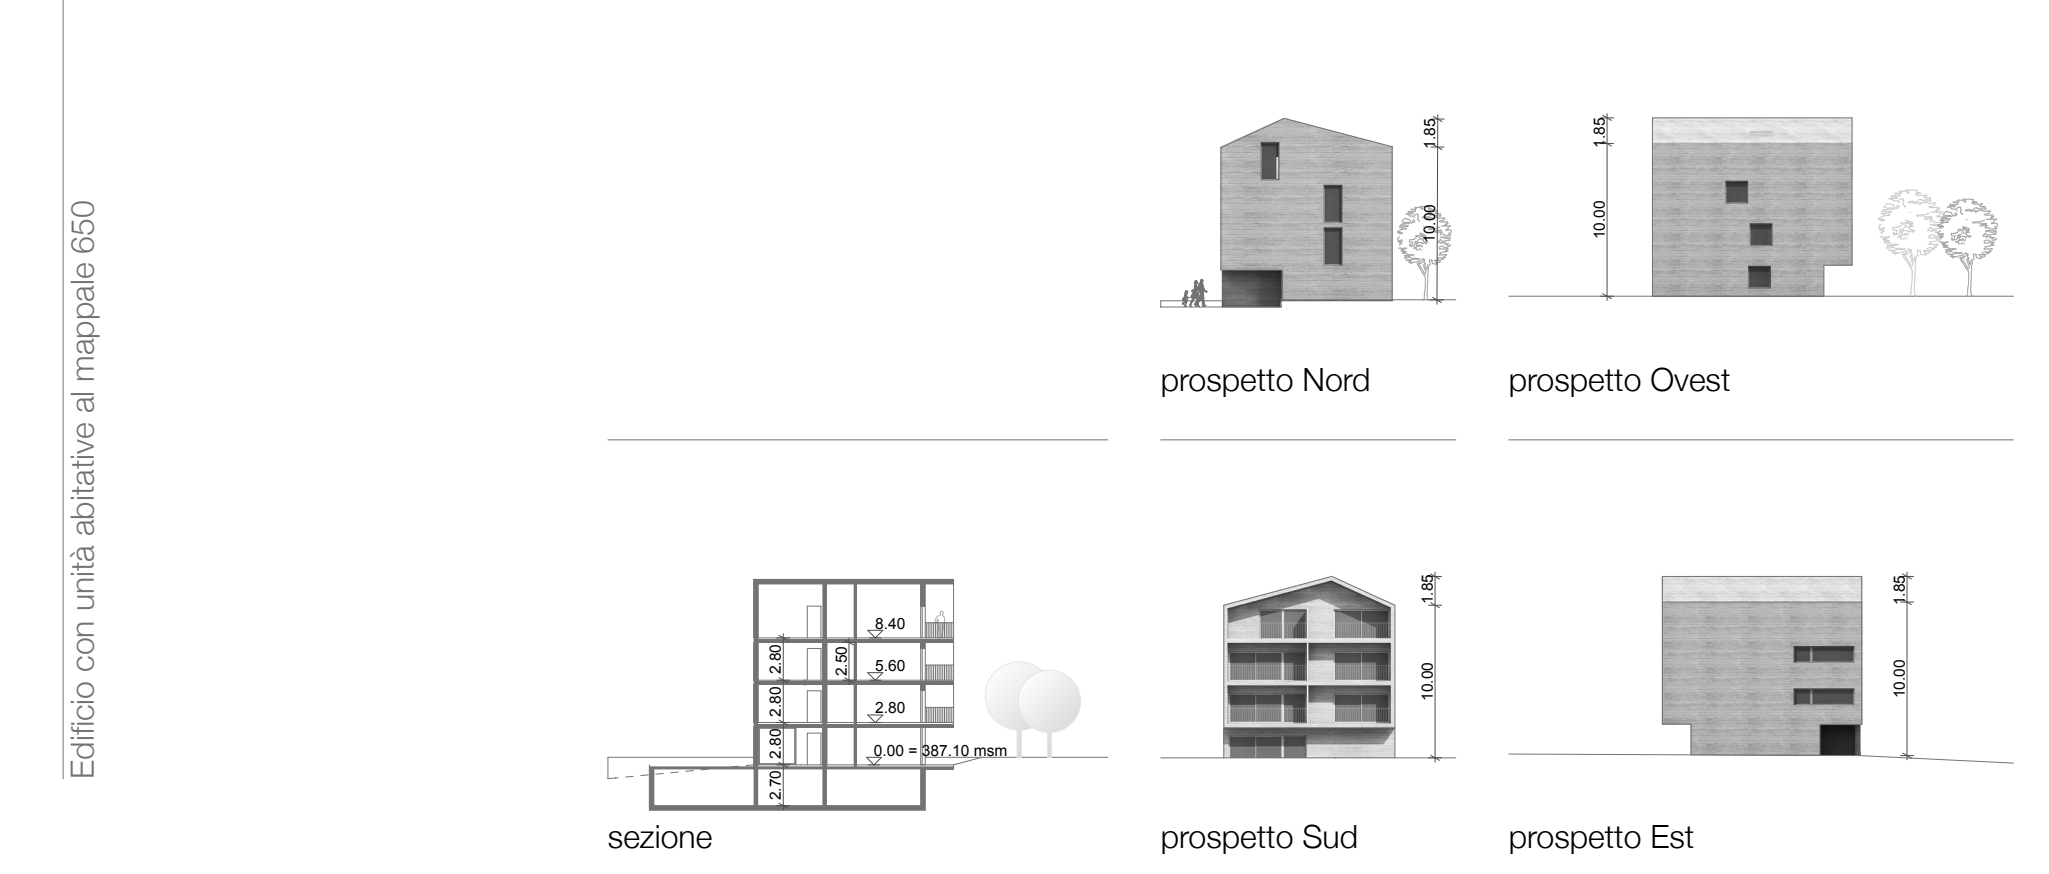 Edificio con unità abitative al mappale 650
1.85
10.00
prospetto Nord
1.85
10.00
prospetto Ovest
8.40
5.60
2.80
0.00 = 387.10 msm
2.80
2.80
2.80
2.70
2.50
sezione
1.85
10.00
prospetto Sud
1.85
10.00
prospetto Est